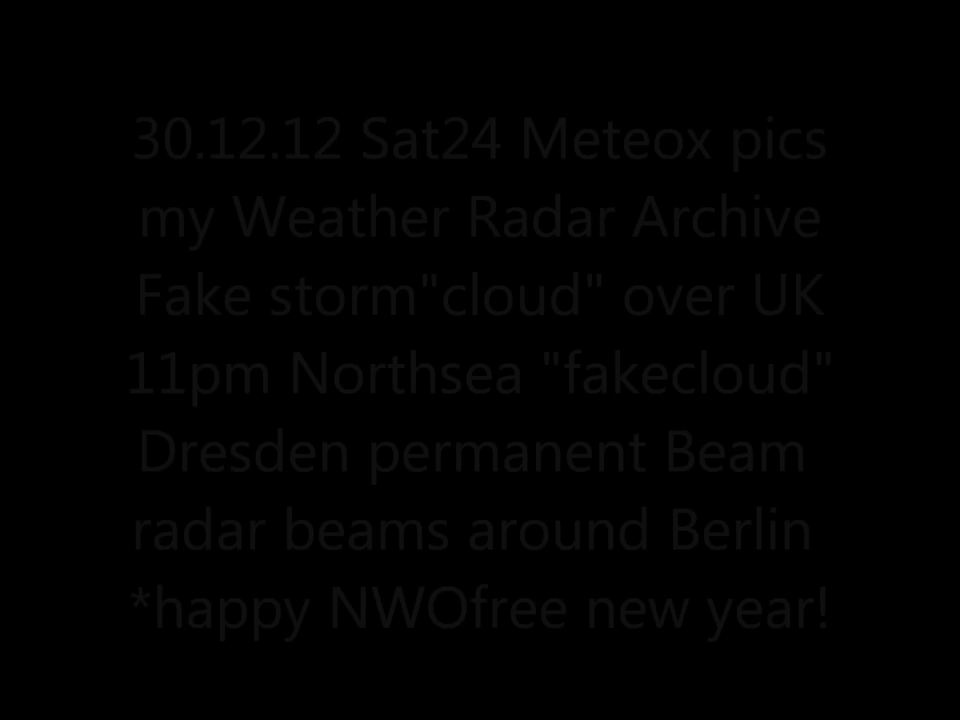 30.12.12 Sat24 Meteox pics
my Weather Radar Archive
Fake storm"cloud" over UK
11pm Northsea "fakecloud"
Dresden permanent Beam
radar beams around Berlin
*happy NWOfree new year!